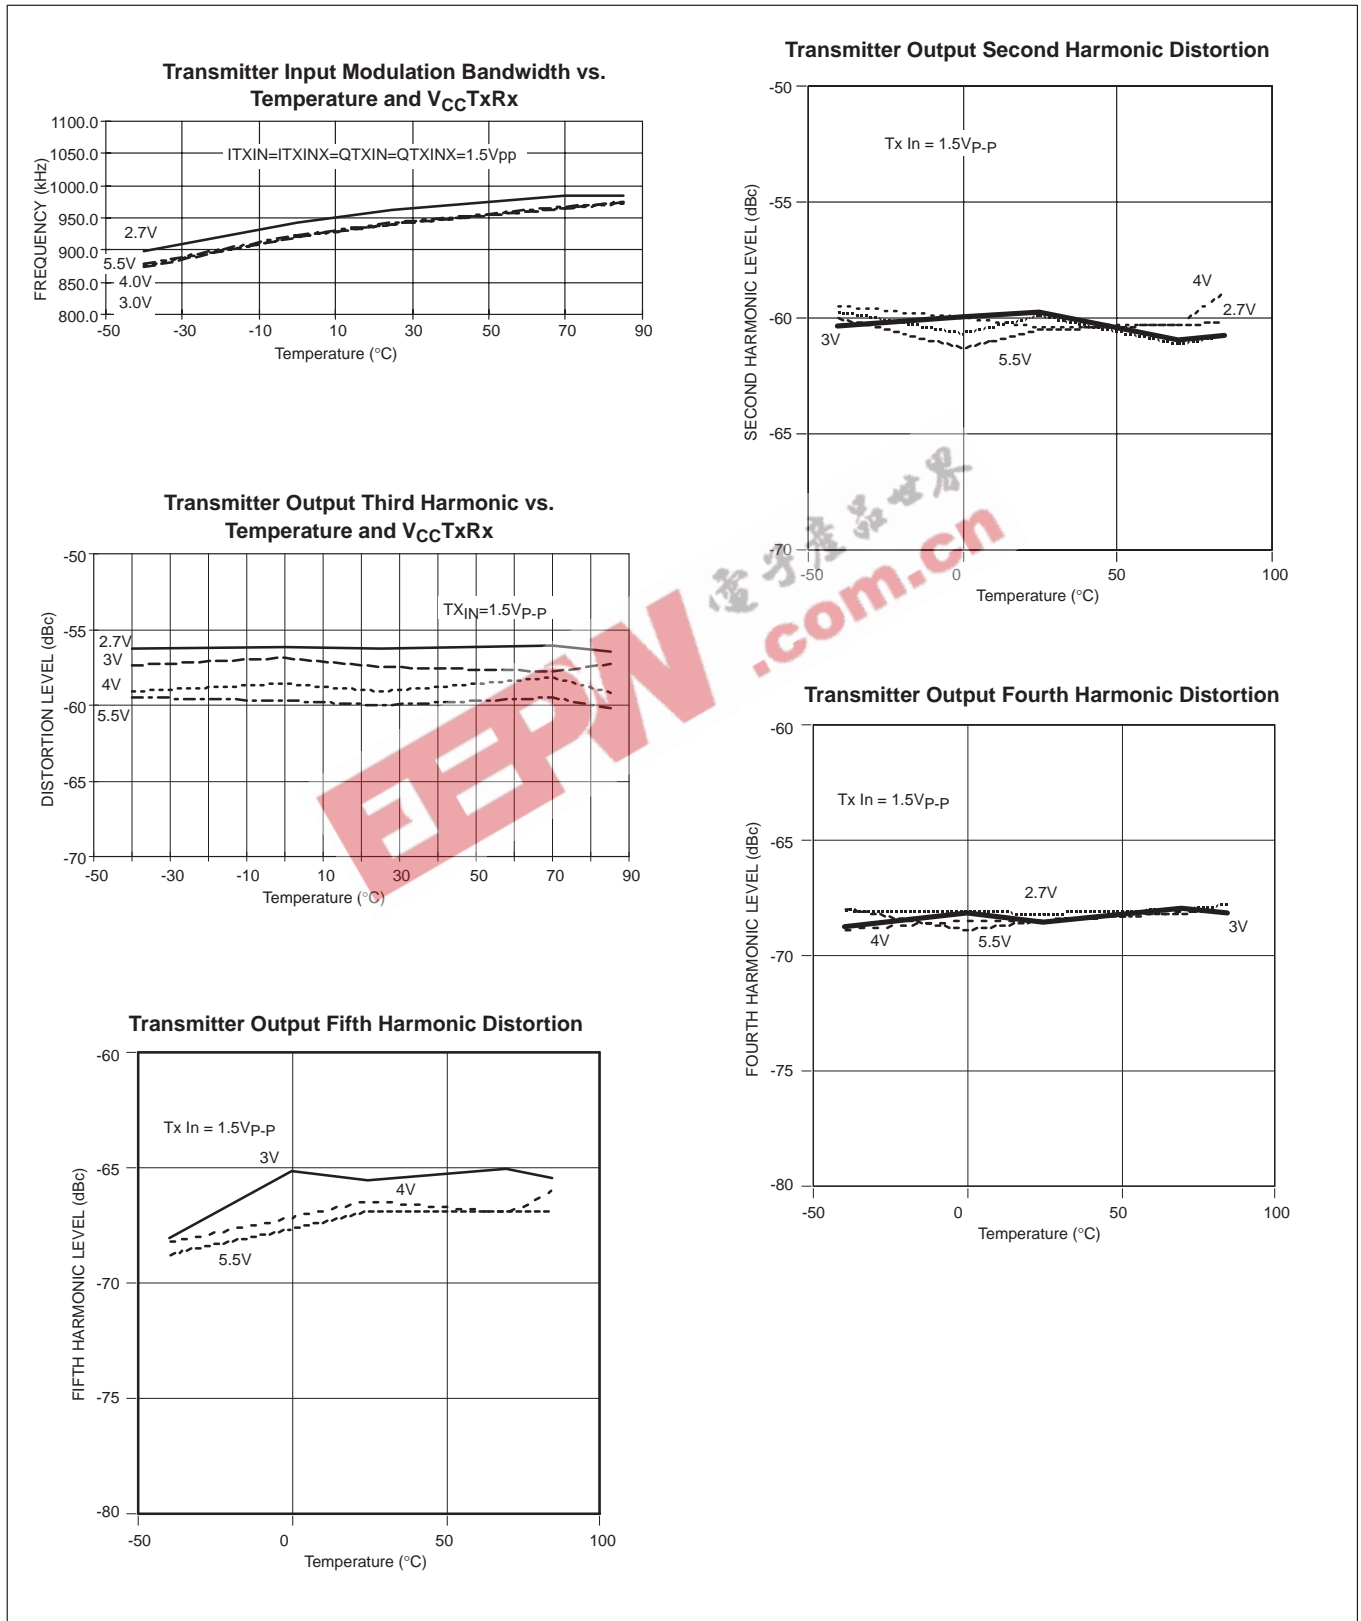 Transmitter Input Modulation Bandwidth vs.
Temperature and VCCTxRx
FREQUENCY (kHz)
1100.0
1050.0
1000.0
950.0
900.0
850.0
800.0
ITXIN=ITXINX=QTXIN=QTXINX=1.5Vpp
2.7V
5.5V
4.0V
3.0V
-50 -30 -10 10 30 50 70 90
Temperature (°C)
Transmitter Output Second Harmonic Distortion
SECOND HARMONIC LEVEL (dBc)
-50
-55
-60
-65
-70
Tx In = 1.5VP-P
4V
2.7V
3V
5.5V
-50 0 50 100
Temperature (°C)
Transmitter Output Third Harmonic vs.
Temperature and VCCTxRx
DISTORTION LEVEL (dBc)
-50
-55
-60
-65
-70
TXIN=1.5VP-P
2.7V
3V
4V
5.5V
-50 -30 -10 10 30 50 70 90
Temperature (°C)
EEPW
電子產品世界
.com.cn
Transmitter Output Fourth Harmonic Distortion
FOURTH HARMONIC LEVEL (dBc)
-60
-65
-70
-75
-80
Tx In = 1.5VP-P
2.7V
4V
5.5V
3V
-50 0 50 100
Temperature (°C)
Transmitter Output Fifth Harmonic Distortion
FIFTH HARMONIC LEVEL (dBc)
-60
-65
-70
-75
-80
Tx In = 1.5VP-P
3V
4V
5.5V
-50 0 50 100
Temperature (°C)